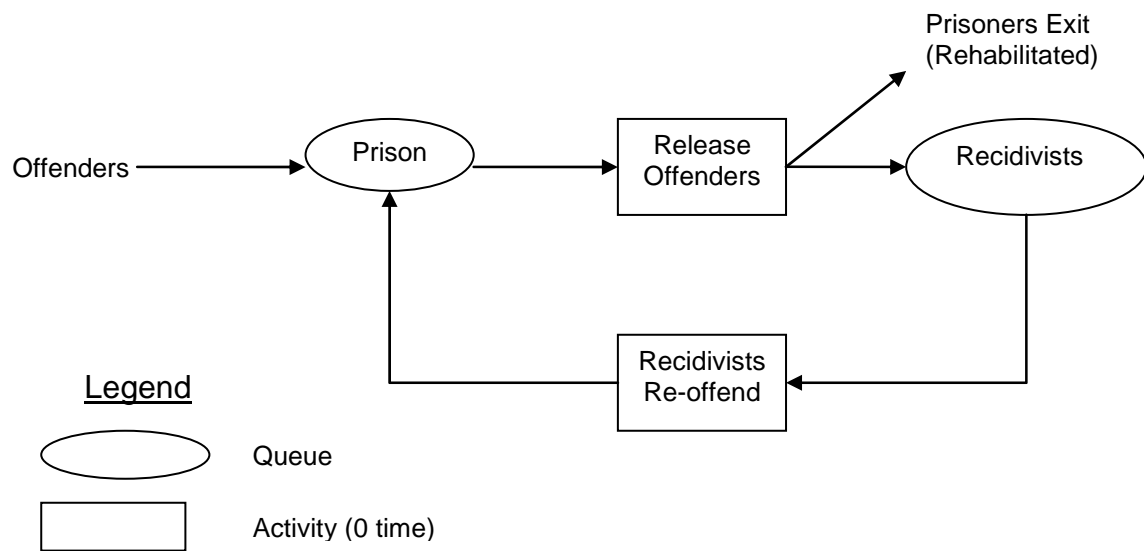 Prisoners Exit
(Rehabilitated)
Offenders
Prison
Release
Offenders
Recidivists
Recidivists
Re-offend
Legend
Queue
Activity (0 time)